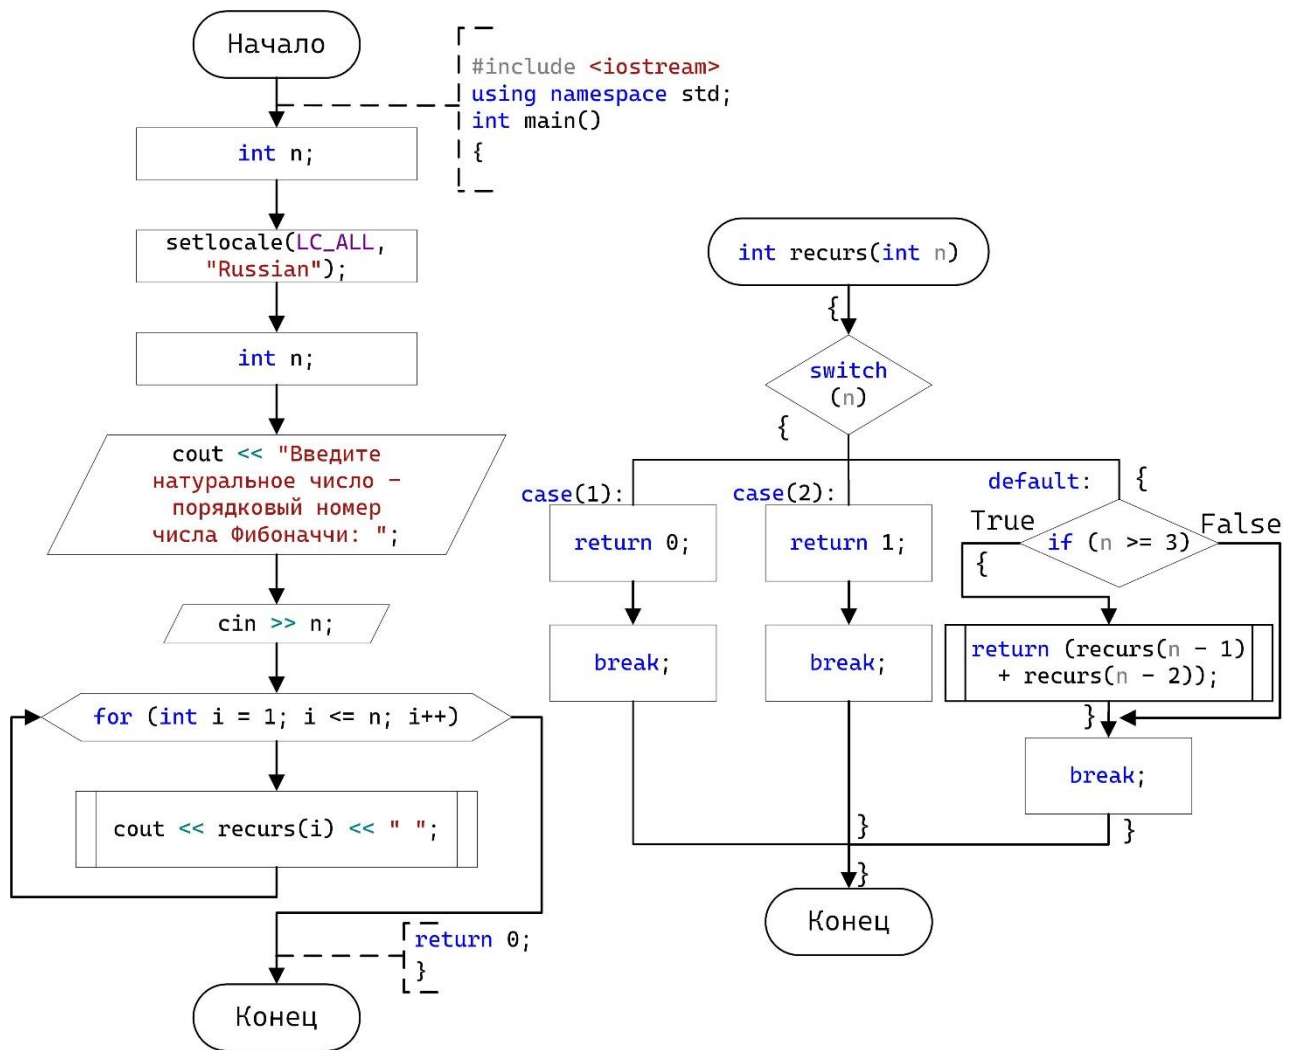 Начало
#include <iostream>
using namespace std;
int main()
{
int n;
setlocale(LC_ALL,
"Russian");
int n;
cout << "Введите
натуральное число –
порядковый номер
числа Фибоначчи: ";
cin >> n;
for (int i = 1; i <= n; i++)
cout << recurs(i) << " ";
return 0;
}
Конец
int recurs(int n)
{
switch
(n)
{
case(1):
return 0;
break;
case(2):
return 1;
break;
default:
{
True
False
if (n >= 3)
{
return (recurs(n – 1)
+ recurs(n – 2));
}
break;
}
}
}
Конец